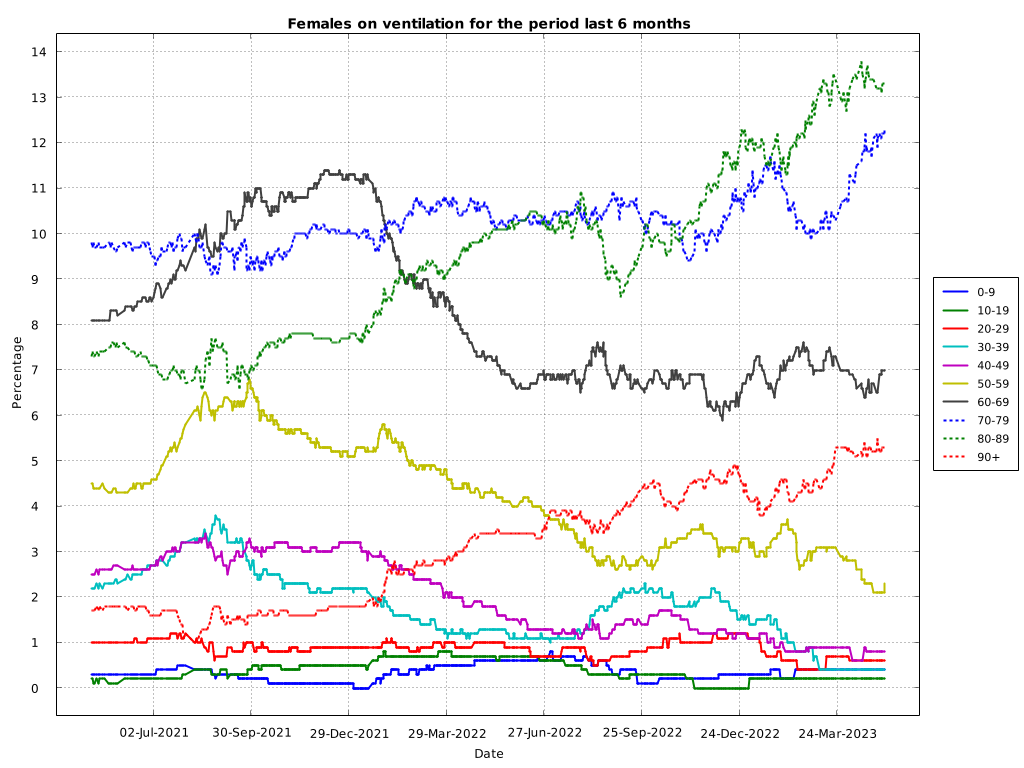 Females on ventilation for the period last 6 months
Percentage
14
13
12
11
10
9
8
7
6
5
4
3
2
1
0
02-Jul-2021
30-Sep-2021
29-Dec-2021
29-Mar-2022
27-Jun-2022
25-Sep-2022
24-Dec-2022
24-Mar-2023
Date
0-9
10-19
20-29
30-39
40-49
50-59
60-69
70-79
80-89
90+